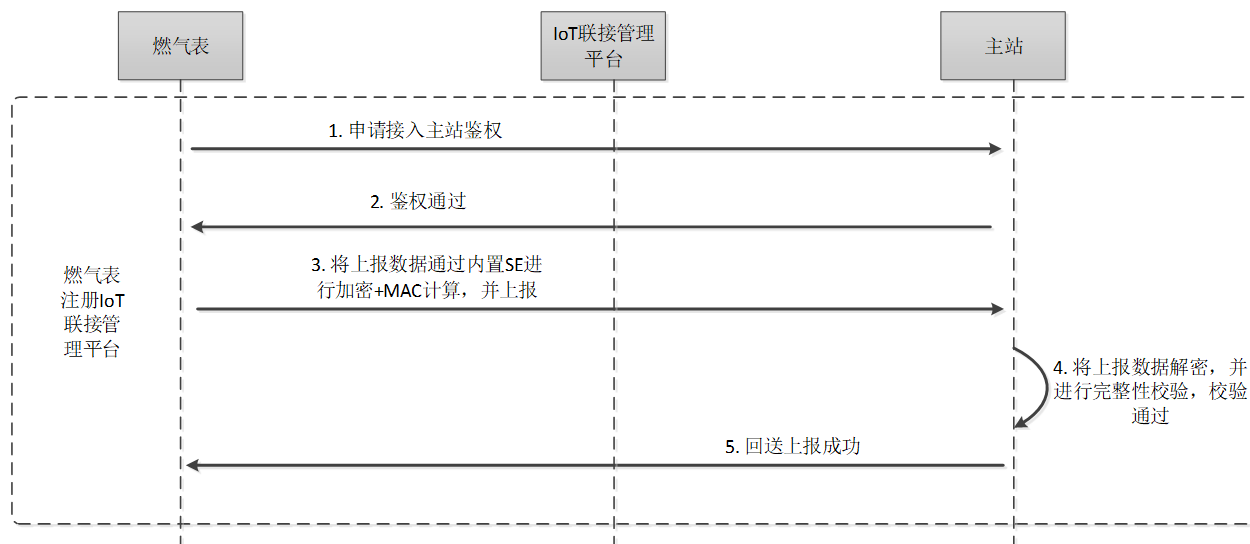 燃气表
IoT联接管理
平台
主站
1. 申请接入主站鉴权
2. 鉴权通过
3. 将上报数据通过内置SE进
行加密+MAC计算，并上报
燃气表
注册IoT
联接管
理平台
4. 将上报数据解密，并
进行完整性校验，校验
通过
5. 回送上报成功